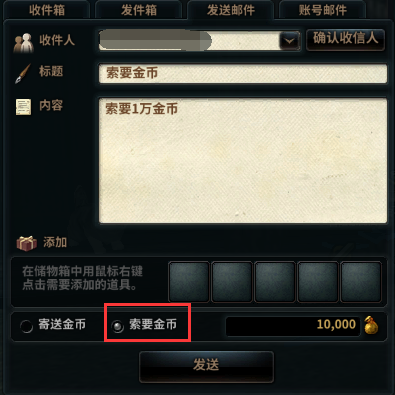 收件箱 发件箱 发送邮件 账号邮件
收件人 确认收信人
标题 索要金币
内容 索要1万金币
添加
在储物箱中用鼠标右键
点击需要添加的道具。
寄送金币 索要金币 10,000
发送